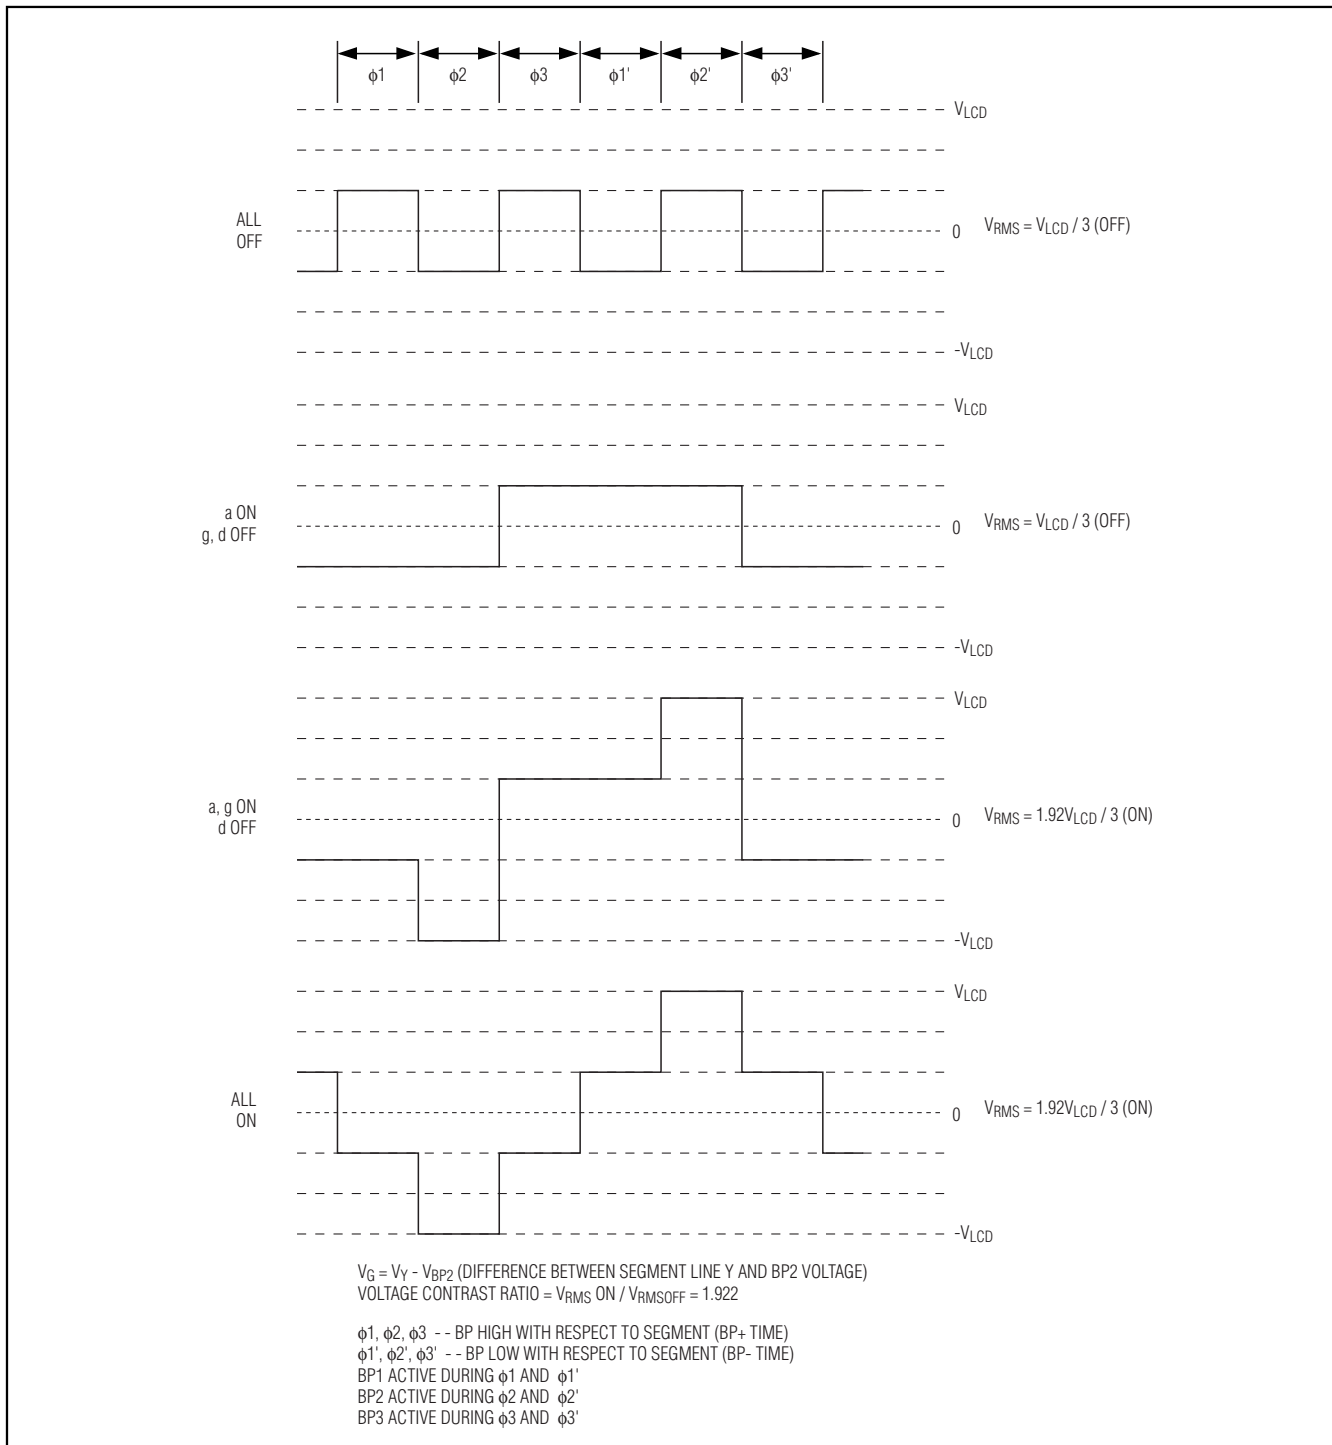 ϕ1 ϕ2 ϕ3 ϕ1' ϕ2' ϕ3'
VLCD
ALL
OFF
0 VRMS = VLCD / 3 (OFF)
-VLCD
VLCD
a ON
g, d OFF
0 VRMS = VLCD / 3 (OFF)
-VLCD
VLCD
a, g ON
d OFF
0 VRMS = 1.92VLCD / 3 (ON)
-VLCD
VLCD
ALL
ON
0 VRMS = 1.92VLCD / 3 (ON)
-VLCD
VG = VY - VBP2 (DIFFERENCE BETWEEN SEGMENT LINE Y AND BP2 VOLTAGE)
VOLTAGE CONTRAST RATIO = VRMS ON / VRMSOFF = 1.922
ϕ1, ϕ2, ϕ3 - - BP HIGH WITH RESPECT TO SEGMENT (BP+ TIME)
ϕ1', ϕ2', ϕ3' - - BP LOW WITH RESPECT TO SEGMENT (BP- TIME)
BP1 ACTIVE DURING ϕ1 AND ϕ1'
BP2 ACTIVE DURING ϕ2 AND ϕ2'
BP3 ACTIVE DURING ϕ3 AND ϕ3'